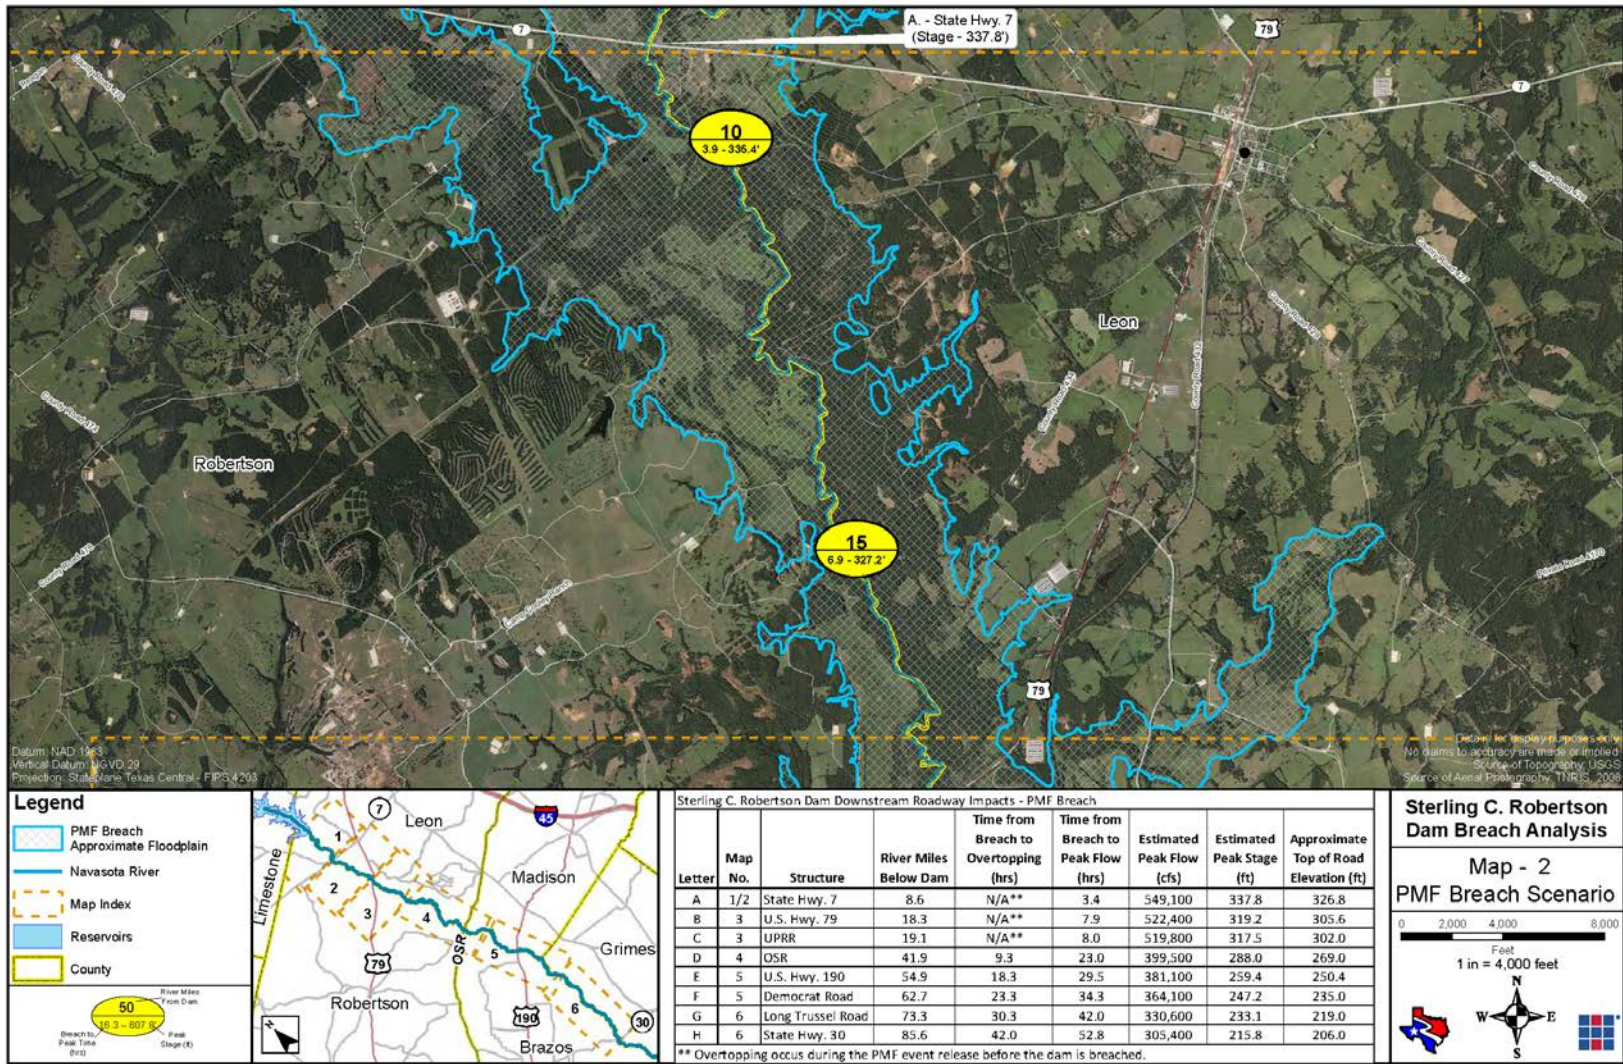 A. - State Hwy. 7
(Stage - 337.8')
7
79
7
Reagan
County Road 426
10
3.9 - 336.4'
County Road 427
Leon
County Road 432
Robertson
15
6.9 - 327.2'
Camp Cooley Ranch
79
Datum: NAD 1983
Vertical Datum: NGVD 29
Projection: Stateplane Texas Central - FIPS 4203
Data is for display purposes only
No claims to accuracy are made or implied
Source of Topography: USGS
Source of Aerial Photography: TNRIS, 2008
Legend
PMF Breach
Approximate Floodplain
Navasota River
Map Index
Reservoirs
County
50
16.3 – 607.8'
River Miles
From Dam
Breach to
Peak Time
(hrs)
Peak
Stage (ft)
7
45
Leon
1
Limestone
2
Madison
3
4
OSR
5
Grimes
79
Robertson
190
6
30
Brazos
N
Sterling C. Robertson Dam Downstream Roadway Impacts - PMF Breach
Letter Map No. Structure River Miles Below Dam Time from Breach to Overtopping (hrs) Time from Breach to Peak Flow (hrs) Estimated Peak Flow (cfs) Estimated Peak Stage (ft) Approximate Top of Road Elevation (ft)
A 1/2 State Hwy. 7 8.6 N/A** 3.4 549,100 337.8 326.8
B 3 U.S. Hwy. 79 18.3 N/A** 7.9 522,400 319.2 305.6
C 3 UPRR 19.1 N/A** 8.0 519,800 317.5 302.0
D 4 OSR 41.9 9.3 23.0 399,500 288.0 269.0
E 5 U.S. Hwy. 190 54.9 18.3 29.5 381,100 259.4 250.4
F 5 Democrat Road 62.7 23.3 34.3 364,100 247.2 235.0
G 6 Long Trussel Road 73.3 30.3 42.0 330,600 233.1 219.0
H 6 State Hwy. 30 85.6 42.0 52.8 305,400 215.8 206.0
** Overtopping occus during the PMF event release before the dam is breached.
Sterling C. Robertson
Dam Breach Analysis
Map - 2
PMF Breach Scenario
0 2,000 4,000 8,000
Feet
1 in = 4,000 feet
N
W E
S